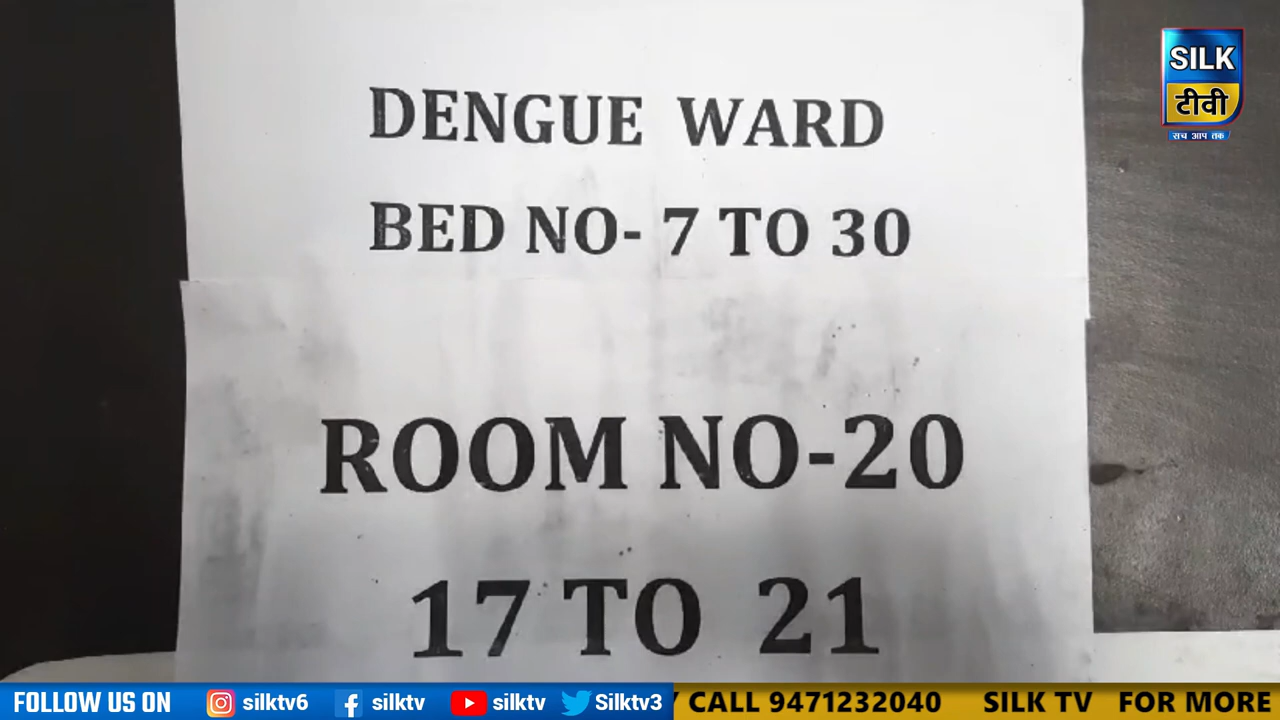 SILK
टीवी
सच आप तक
DENGUE WARD
BED NO- 7 TO 30
ROOM NO-20
17 TO 21
FOLLOW US ON silktv6 silktv silktv Silktv3 CALL 9471232040 SILK TV FOR MORE